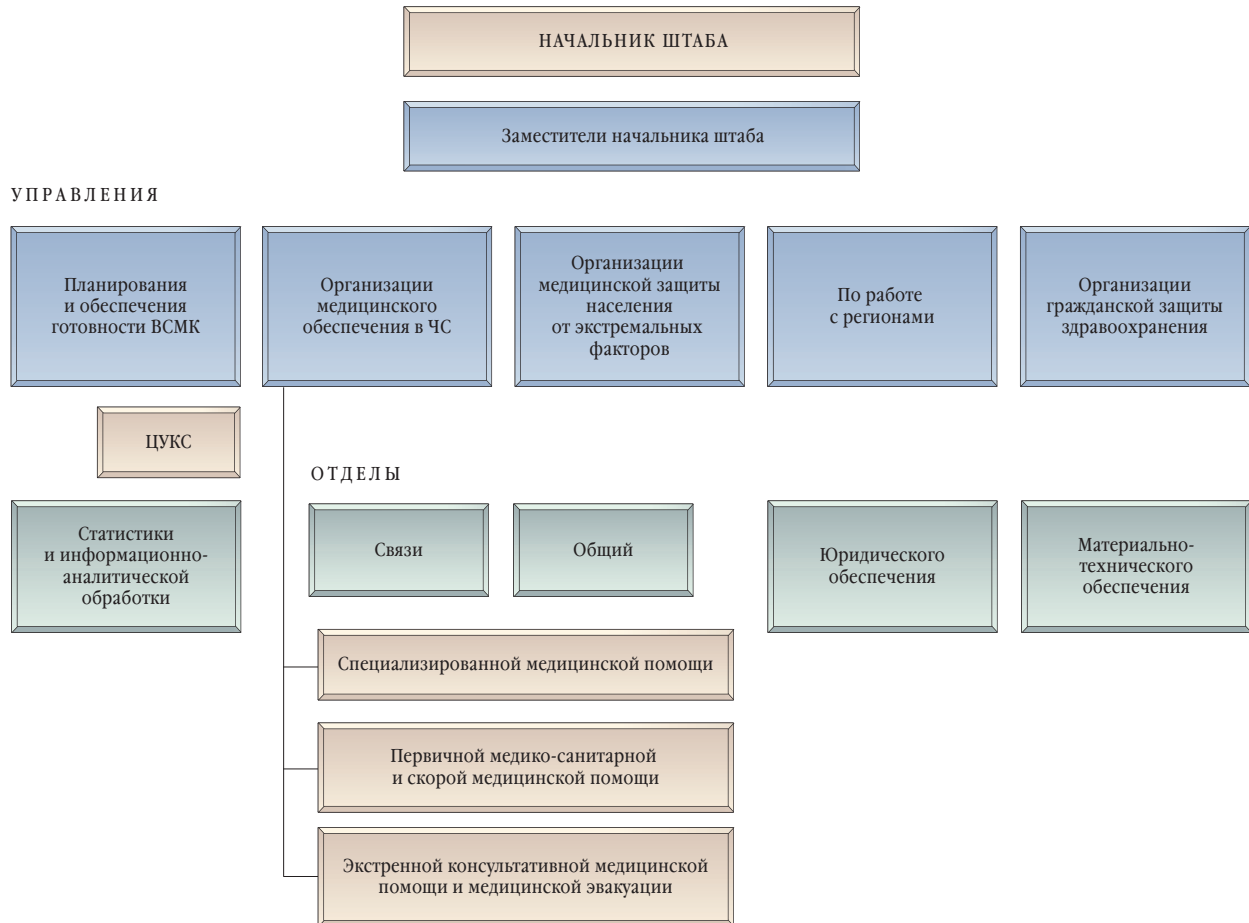 НАЧАЛЬНИК ШТАБА
Заместители начальника штаба
УПРАВЛЕНИЯ
Планирования
и обеспечения
готовности ВСМК
Организации
медицинского
обеспечения в ЧС
Организации
медицинской защиты
населения
от экстремальных
факторов
По работе
с регионами
Организации
гражданской защиты
здравоохранения
ЦУКС
ОТДЕЛЫ
Статистики
и информационно-
аналитической
обработки
Связи
Общий
Юридического
обеспечения
Материально-
технического
обеспечения
Специализированной медицинской помощи
Первичной медико-санитарной
и скорой медицинской помощи
Экстренной консультативной медицинской
помощи и медицинской эвакуации